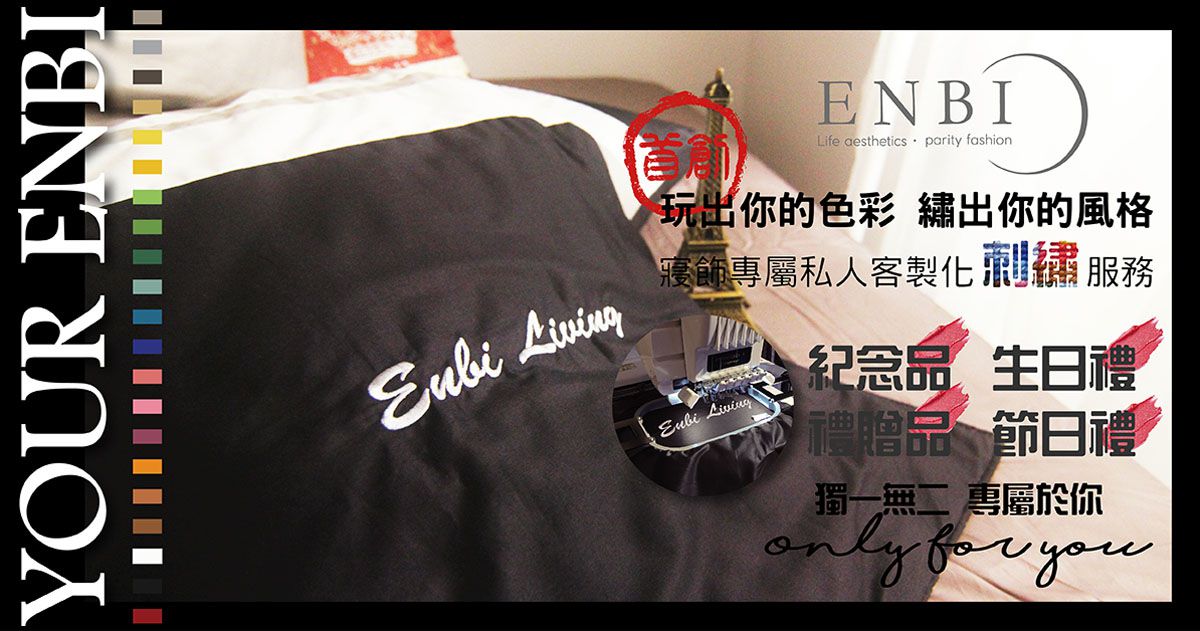 YOUR ENBI
ENBI
Life aesthetics · parity fashion
首創
玩出你的色彩 繡出你的風格
寢飾專屬私人客製化刺繡服務
Enbi Living
Enbi Living
紀念品 生日禮
禮贈品 節日禮
獨一無二 專屬於你
only for you